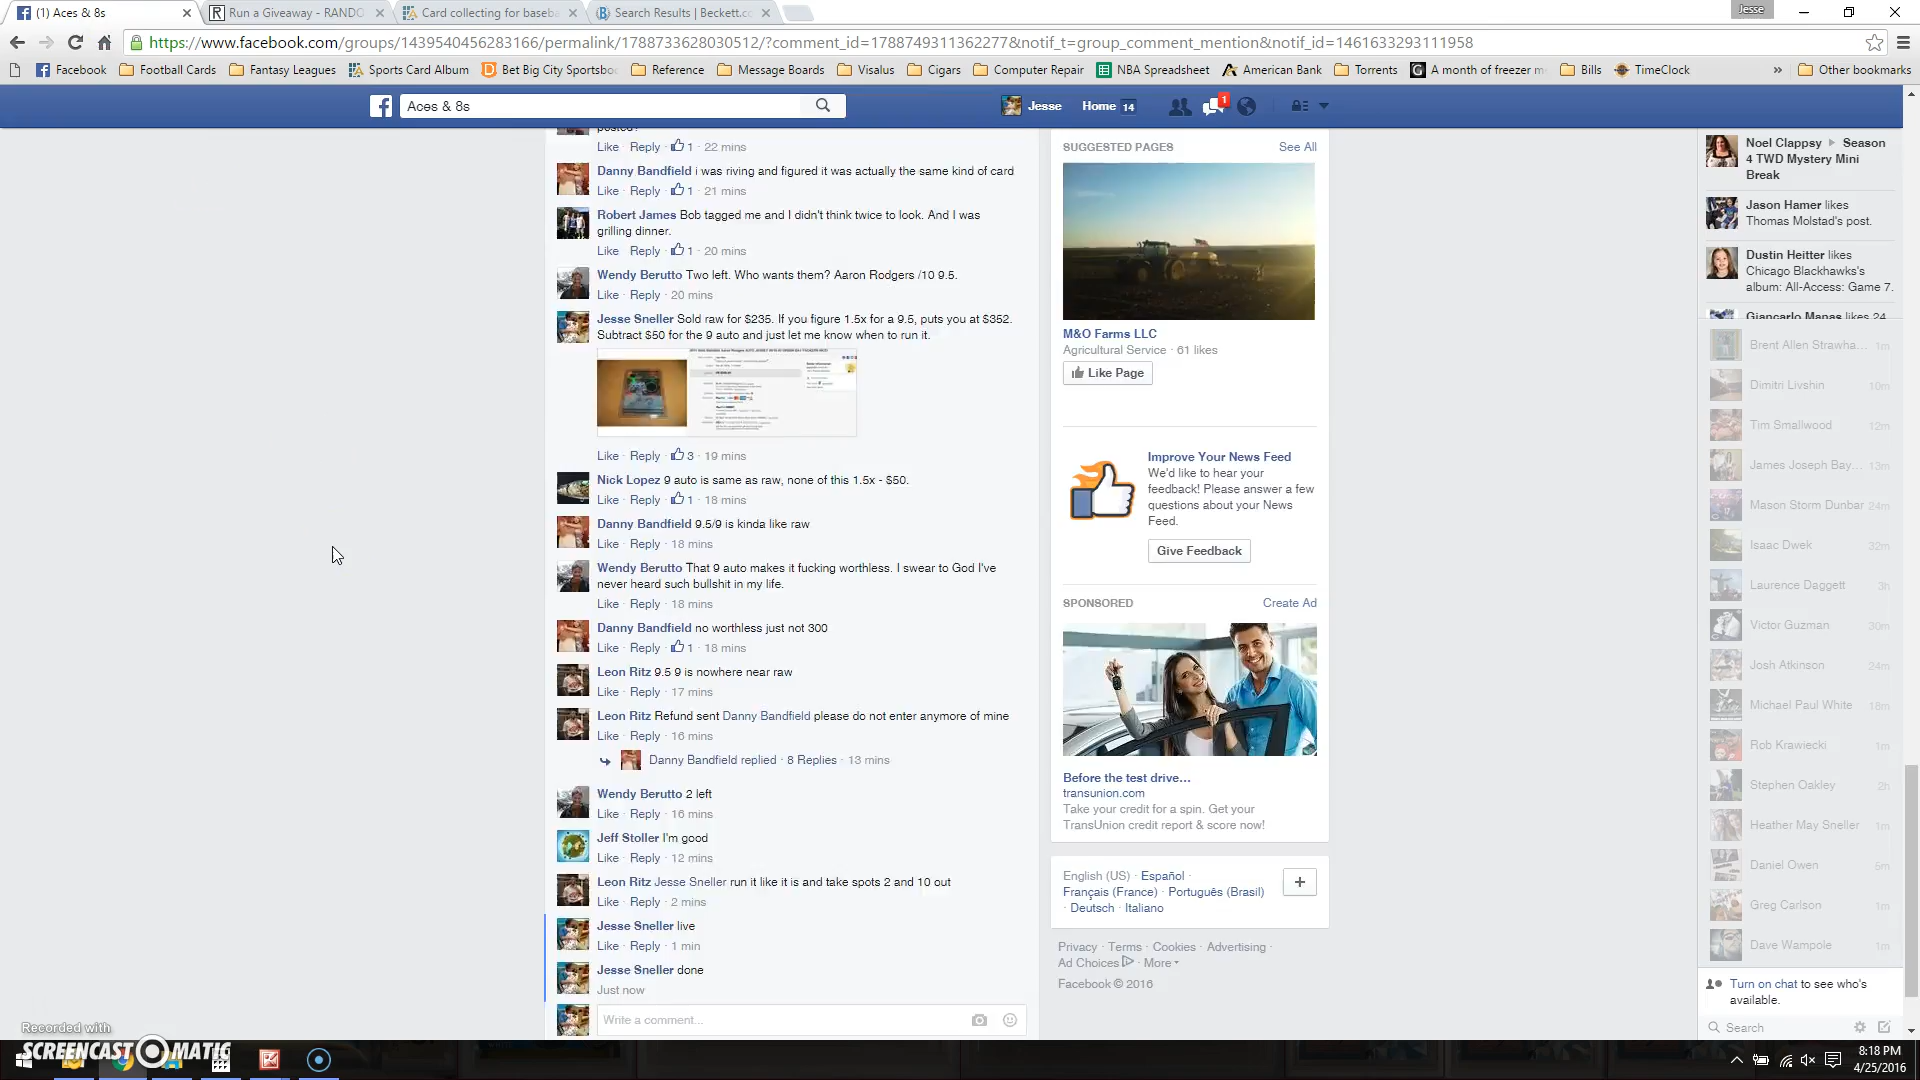 (1) Aces & 8s
Run a Giveaway - RANDO
Card collecting for baseba
Search Results | Beckett.co
Jesse
https://www.facebook.com/groups/1439540456283166/permalink/1788733628030512/?comment_id=1788749311362277&notif_t=group_comment_mention&notif_id=1461633293111958
Facebook
Football Cards
Fantasy Leagues
Sports Card Album
Bet Big City Sportsbo
Reference
Message Boards
Visalus
Cigars
Computer Repair
NBA Spreadsheet
American Bank
Torrents
A month of freezer m
Bills
TimeClock
Other bookmarks
Aces & 8s
Jesse
Home 14
1
posted?
Like · Reply · 1 · 22 mins
Danny Bandfield i was riving and figured it was actually the same kind of card
Like · Reply · 1 · 21 mins
Robert James Bob tagged me and I didn't think twice to look. And I was
grilling dinner.
Like · Reply · 1 · 20 mins
Wendy Berutto Two left. Who wants them? Aaron Rodgers /10 9.5.
Like · Reply · 20 mins
Jesse Sneller Sold raw for $235. If you figure 1.5x for a 9.5, puts you at $352.
Subtract $50 for the 9 auto and just let me know when to run it.
Like · Reply · 3 · 19 mins
Nick Lopez 9 auto is same as raw, none of this 1.5x - $50.
Like · Reply · 1 · 18 mins
Danny Bandfield 9.5/9 is kinda like raw
Like · Reply · 18 mins
Wendy Berutto That 9 auto makes it fucking worthless. I swear to God I've
never heard such bullshit in my life.
Like · Reply · 18 mins
Danny Bandfield no worthless just not 300
Like · Reply · 1 · 18 mins
Leon Ritz 9.5 9 is nowhere near raw
Like · Reply · 17 mins
Leon Ritz Refund sent Danny Bandfield please do not enter anymore of mine
Like · Reply · 16 mins
Danny Bandfield replied · 8 Replies · 13 mins
Wendy Berutto 2 left
Like · Reply · 16 mins
Jeff Stoller I'm good
Like · Reply · 12 mins
Leon Ritz Jesse Sneller run it like it is and take spots 2 and 10 out
Like · Reply · 2 mins
Jesse Sneller live
Like · Reply · 1 min
Jesse Sneller done
Just now
Write a comment...
SUGGESTED PAGES
See All
M&O Farms LLC
Agricultural Service · 61 likes
Like Page
Improve Your News Feed
We'd like to hear your
feedback! Please answer a few
questions about your News
Feed.
Give Feedback
SPONSORED
Create Ad
Before the test drive...
transunion.com
Take your credit for a spin. Get your
TransUnion credit report & score now!
English (US) · Español ·
Français (France) · Português (Brasil)
· Deutsch · Italiano
Privacy · Terms · Cookies · Advertising ·
Ad Choices · More
Facebook © 2016
Noel Clappsy ▶ Season
4 TWD Mystery Mini
Break
Jason Hamer likes
Thomas Molstad's post.
Dustin Heitter likes
Chicago Blackhawks's
album: All-Access: Game 7.
Giancarlo Manas likes 24
Brent Allen Strawha... 1m
Dimitri Livshin 10m
Tim Smallwood 12m
James Joseph Bay... 13m
Mason Storm Dunbar 24m
Isaac Dwek 32m
Laurence Daggett 3h
Victor Guzman 30m
Josh Atkinson 24m
Michael Paul White 18m
Rob Krawiecki 1m
Stephen Oakley 2h
Heather May Sneller 1m
Daniel Owen 5m
Greg Carlson 1m
Dave Wampole 1m
Turn on chat to see who's
available.
Search
Recorded with
SCREENCAST MATIC
8:18 PM
4/25/2016